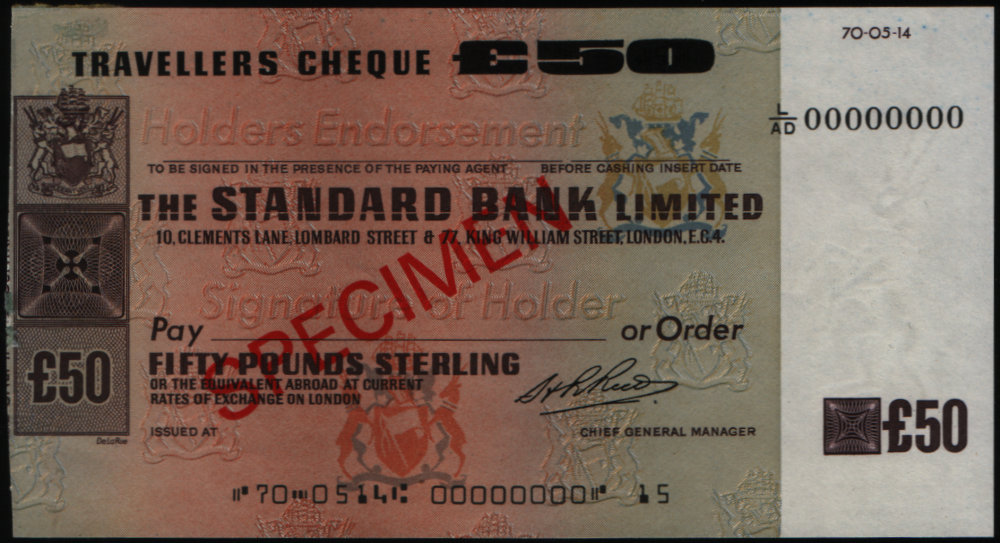 70-05-14
TRAVELLERS CHEQUE £50
L/AD 00000000
Holders Endorsement
TO BE SIGNED IN THE PRESENCE OF THE PAYING AGENT BEFORE CASHING INSERT DATE
THE STANDARD BANK LIMITED
10, CLEMENTS LANE, LOMBARD STREET & 77, KING WILLIAM STREET, LONDON, E.C.4.
SPECIMEN
Signature of Holder
Pay or Order
£50
FIFTY POUNDS STERLING
OR THE EQUIVALENT ABROAD AT CURRENT
RATES OF EXCHANGE ON LONDON
£50
ISSUED AT CHIEF GENERAL MANAGER
De La Rue
⑈70⑉0514⑆ 00000000⑈ 15